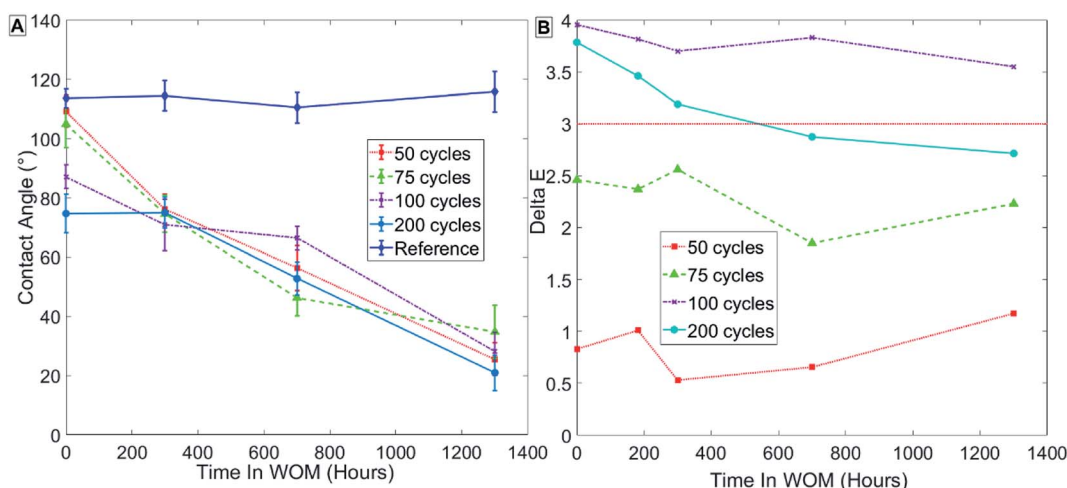 A
140
120
100
80
60
40
20
0
Contact Angle (°)
50 cycles
75 cycles
100 cycles
200 cycles
Reference
0 200 400 600 800 1000 1200 1400
Time In WOM (Hours)
B
4
3.5
3
2.5
2
1.5
1
0.5
0
Delta E
50 cycles
75 cycles
100 cycles
200 cycles
0 200 400 600 800 1000 1200 1400
Time In WOM (Hours)